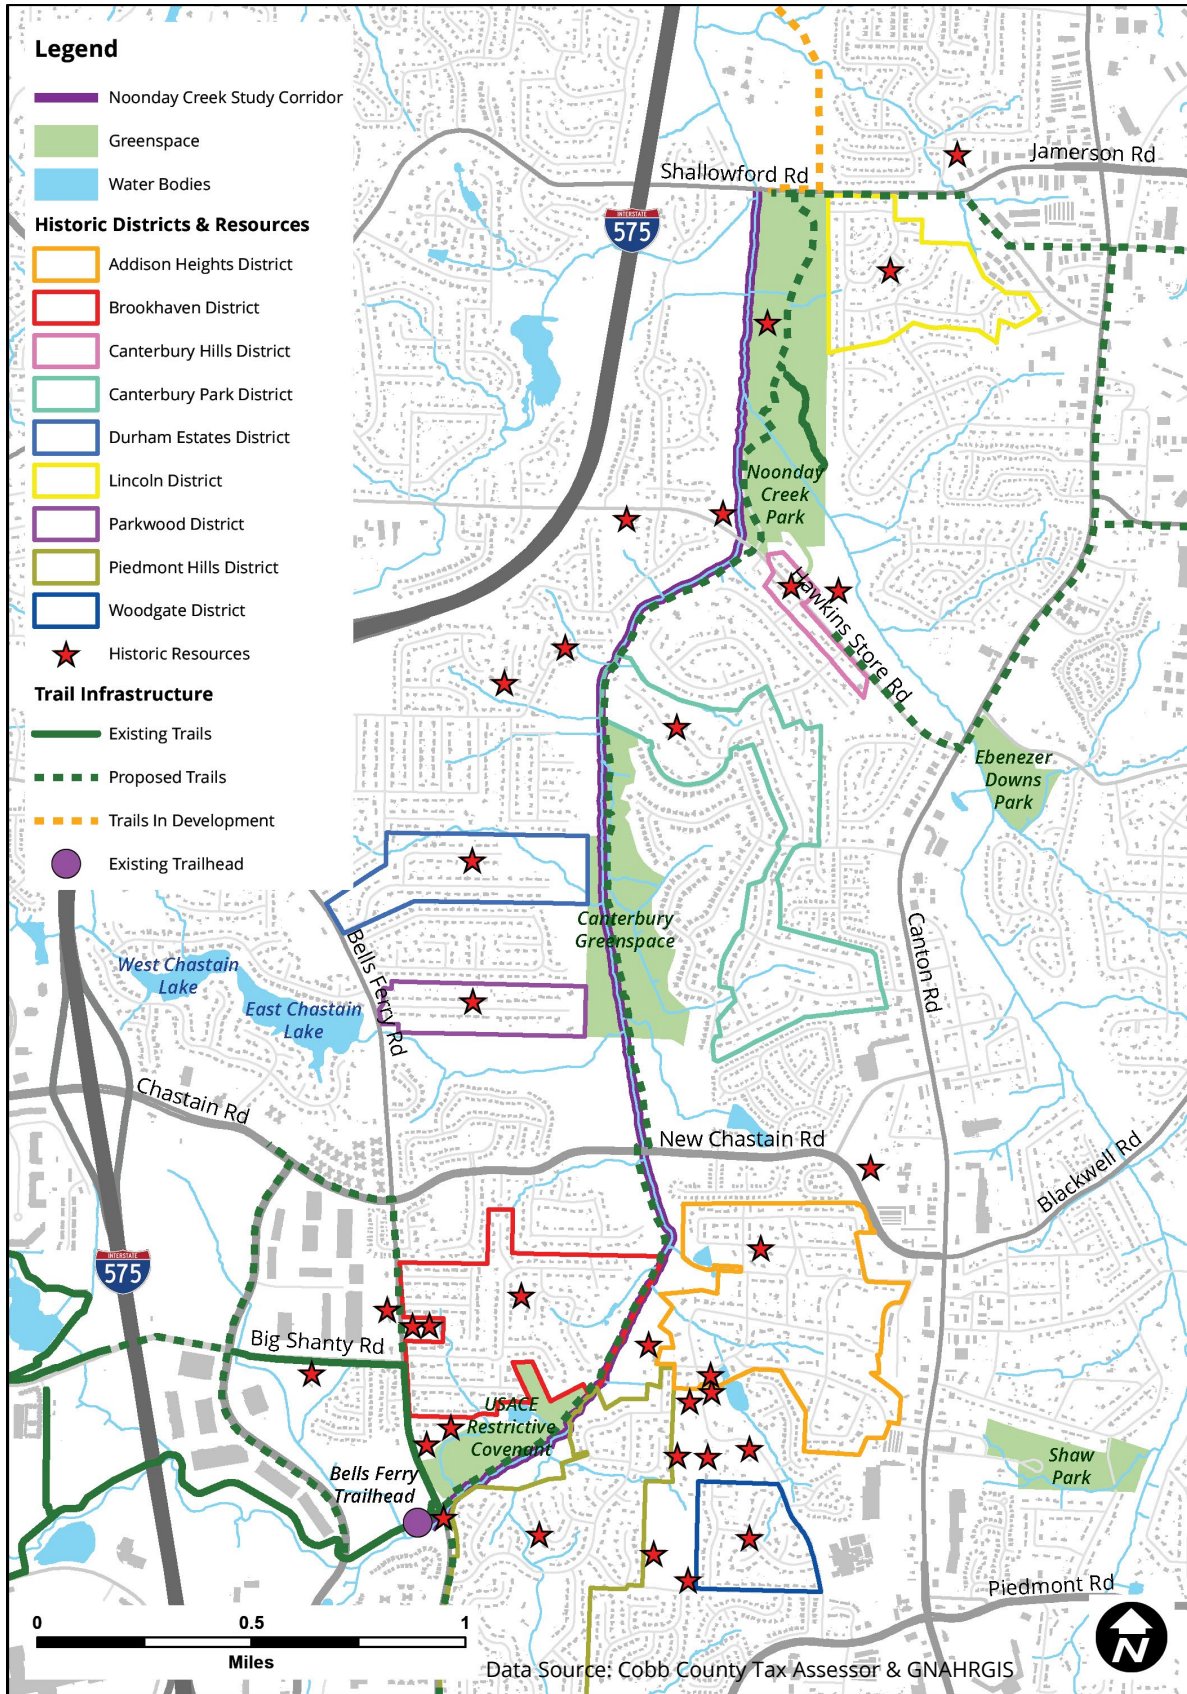 Legend
Noonday Creek Study Corridor
Greenspace
Water Bodies
Historic Districts & Resources
Addison Heights District
Brookhaven District
Canterbury Hills District
Canterbury Park District
Durham Estates District
Lincoln District
Parkwood District
Piedmont Hills District
Woodgate District
Historic Resources
Trail Infrastructure
Existing Trails
Proposed Trails
Trails In Development
Existing Trailhead
Shallowford Rd
Jamerson Rd
INTERSTATE
575
Noonday
Creek
Park
Hawkins Store Rd
Ebenezer
Downs
Park
Canterbury
Greenspace
Canton Rd
West Chastain
Lake
East Chastain
Lake
Bells Ferry Rd
Chastain Rd
New Chastain Rd
Blackwell Rd
INTERSTATE
575
Big Shanty Rd
USACE
Restrictive
Covenant
Bells Ferry
Trailhead
Shaw
Park
Piedmont Rd
0 0.5 1
Miles
N
Data Source: Cobb County Tax Assessor & GNAHRGIS